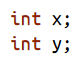 int x;
int y;